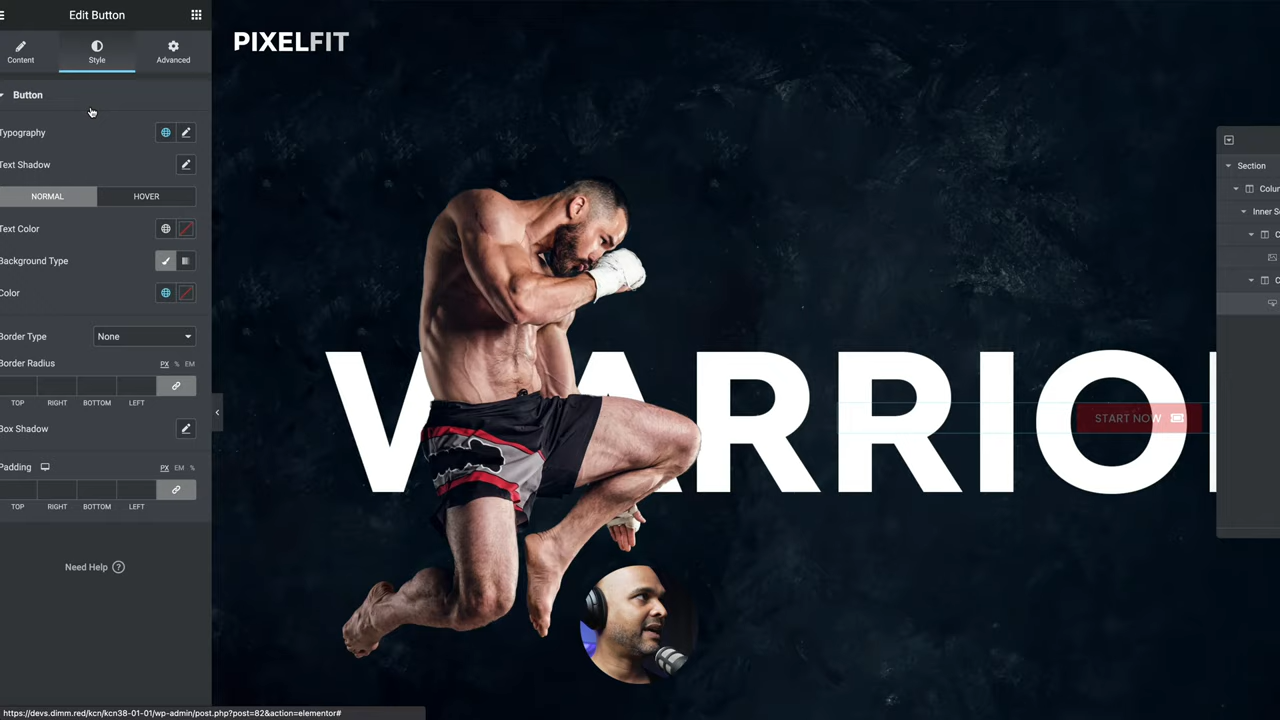 Edit Button
Content
Style
Advanced
Button
Typography
Text Shadow
NORMAL
HOVER
Text Color
Background Type
Color
Border Type
None
Border Radius
PX % EM
TOP RIGHT BOTTOM LEFT
Box Shadow
Padding
PX EM %
TOP RIGHT BOTTOM LEFT
Need Help ?
https://devs.dimm.red/kcn/kcn38-01-01/wp-admin/post.php?post=82&action=elementor#
PIXELFIT
WARRIO
START NOW
Section
Colu
Inner S
C
C